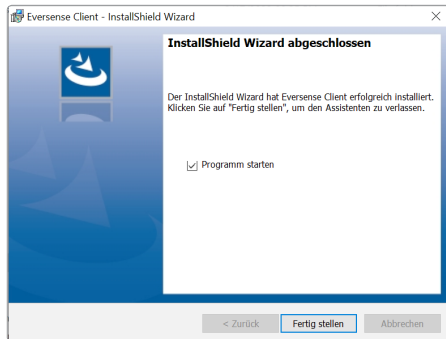 Eversense Client - InstallShield Wizard
InstallShield Wizard abgeschlossen
Der InstallShield Wizard hat Eversense Client erfolgreich installiert.
Klicken Sie auf "Fertig stellen", um den Assistenten zu verlassen.
Programm starten
< Zurück
Fertig stellen
Abbrechen